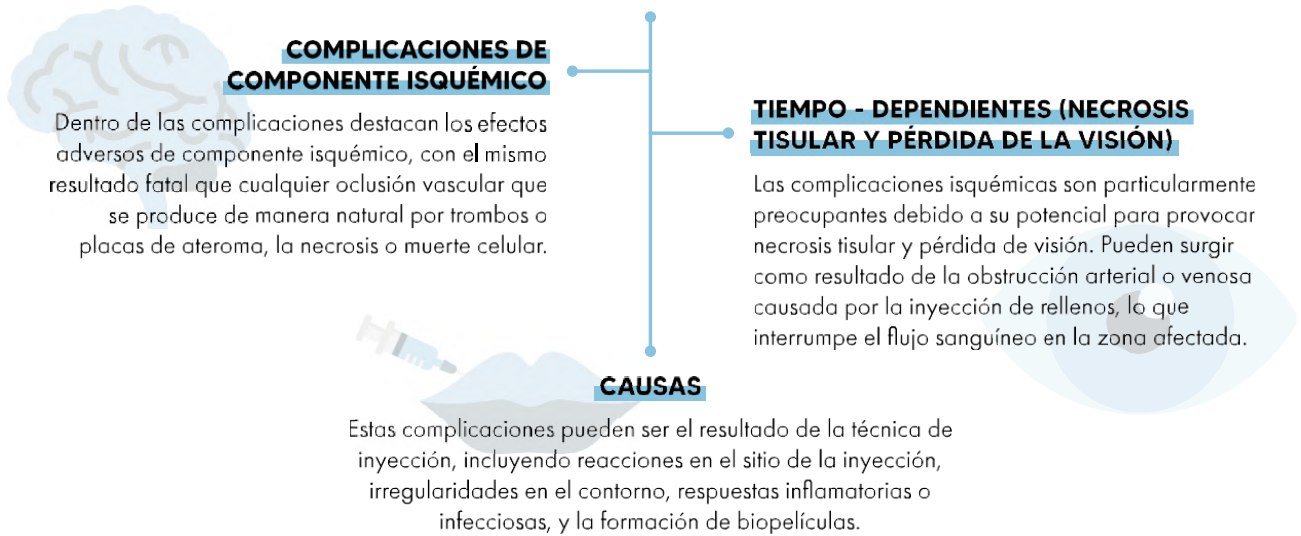 COMPLICACIONES DE
COMPONENTE ISQUÉMICO
Dentro de las complicaciones destacan los efectos
adversos de componente isquémico, con el mismo
resultado fatal que cualquier oclusión vascular que
se produce de manera natural por trombos o
placas de ateroma, la necrosis o muerte celular.
TIEMPO - DEPENDIENTES (NECROSIS
TISULAR Y PÉRDIDA DE LA VISIÓN)
Las complicaciones isquémicas son particularmente
preocupantes debido a su potencial para provocar
necrosis tisular y pérdida de visión. Pueden surgir
como resultado de la obstrucción arterial o venosa
causada por la inyección de rellenos, lo que
interrumpe el flujo sanguíneo en la zona afectada.
CAUSAS
Estas complicaciones pueden ser el resultado de la técnica de
inyección, incluyendo reacciones en el sitio de la inyección,
irregularidades en el contorno, respuestas inflamatorias o
infecciosas, y la formación de biopelículas.